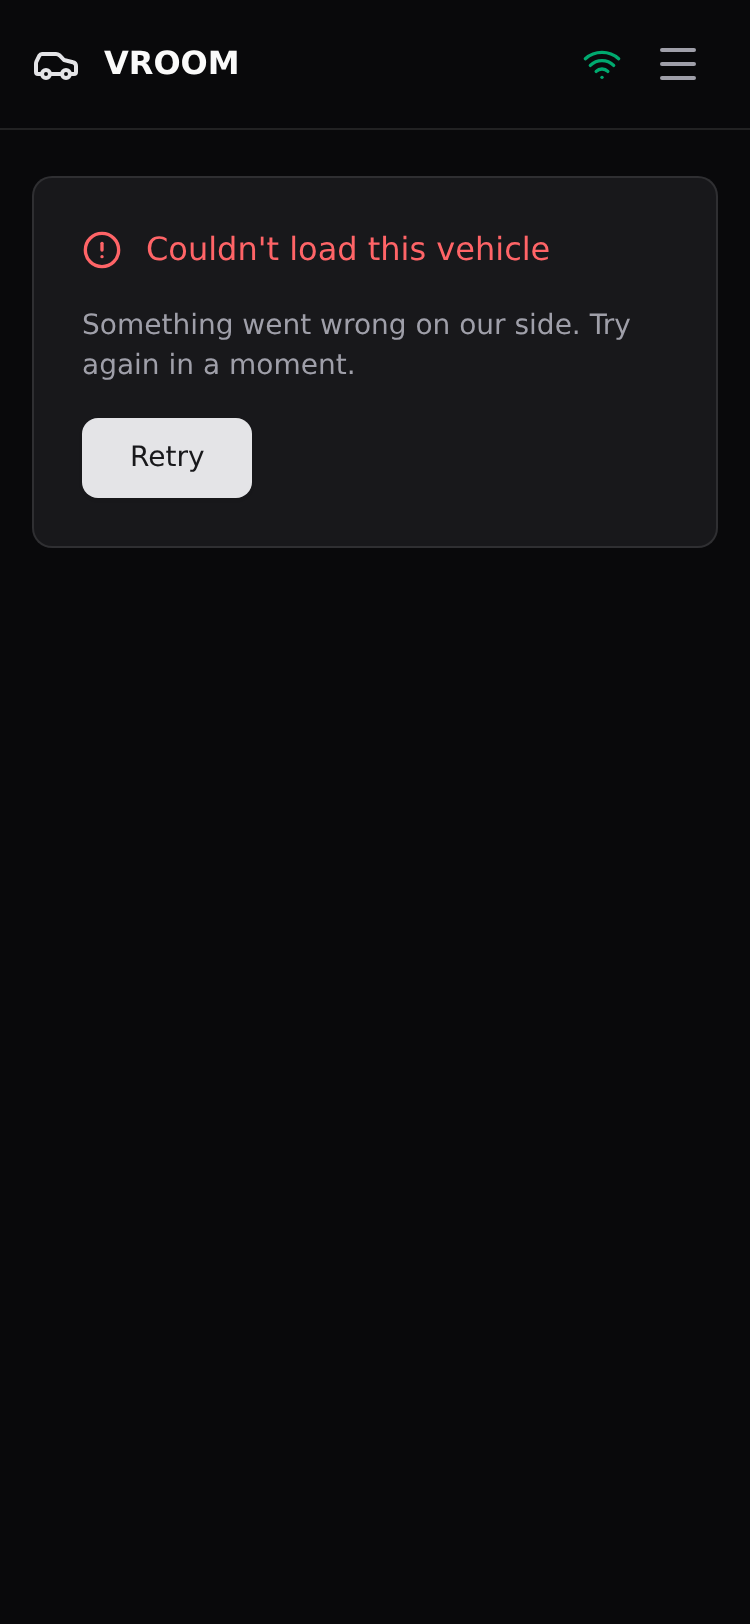 VROOM
Couldn't load this vehicle
Something went wrong on our side. Try
again in a moment.
Retry